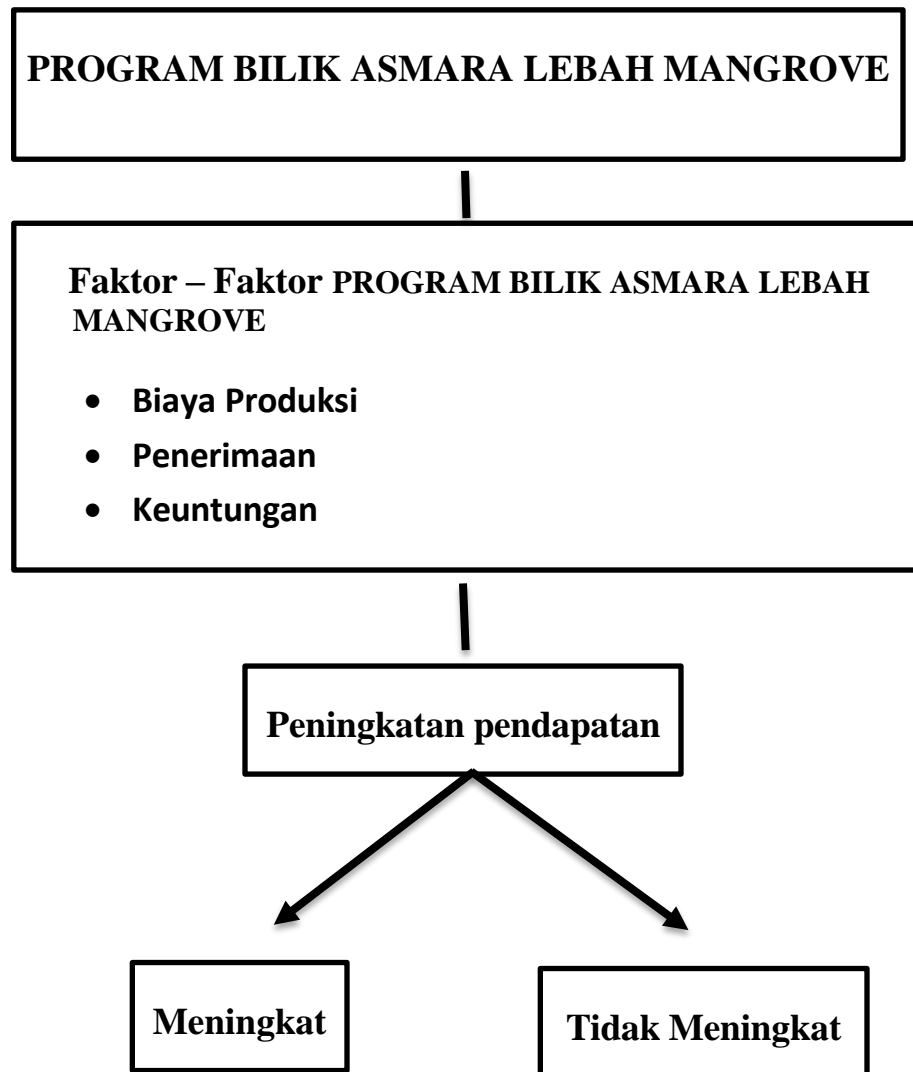 PROGRAM BILIK ASMARA LEBAH MANGROVE
Faktor – Faktor PROGRAM BILIK ASMARA LEBAH
MANGROVE
• Biaya Produksi
• Penerimaan
• Keuntungan
Peningkatan pendapatan
Meningkat
Tidak Meningkat